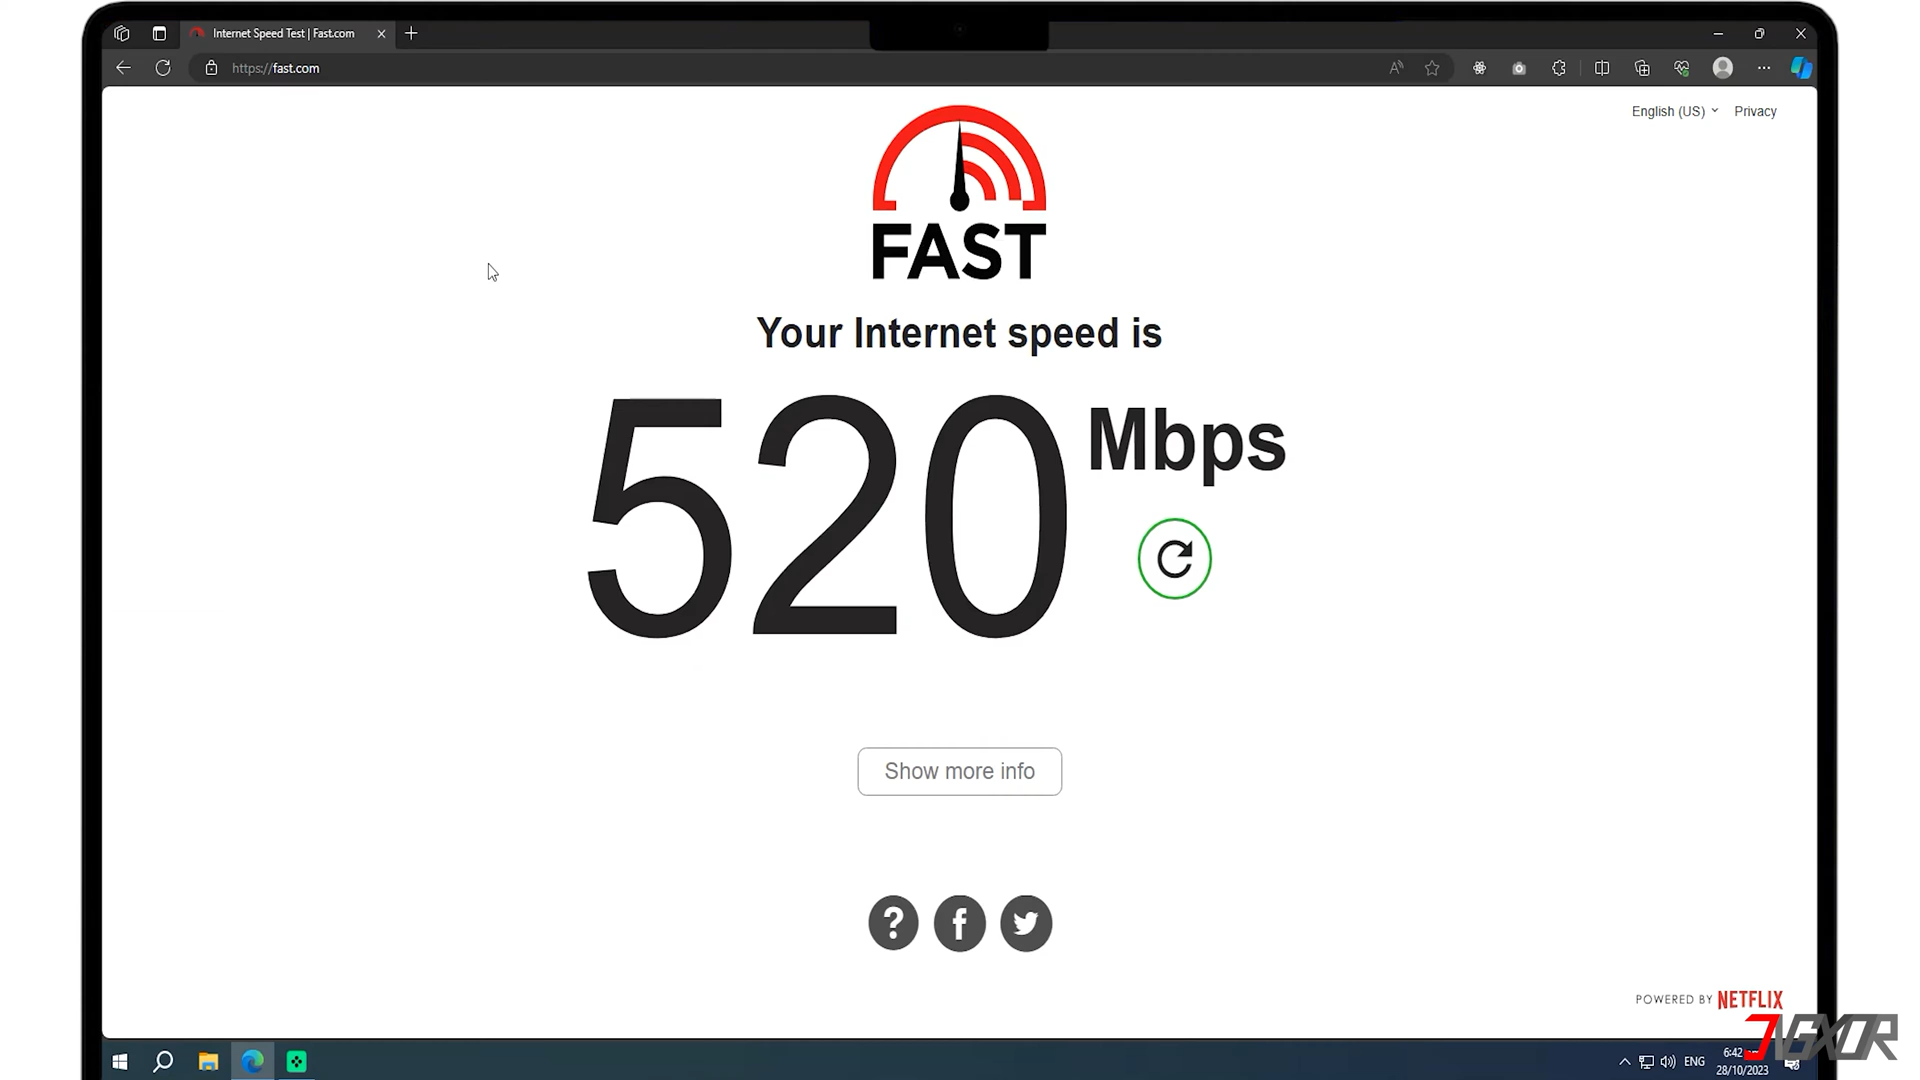 Internet Speed Test | Fast.com
https://fast.com
English (US) Privacy
FAST
Your Internet speed is
520 Mbps
Show more info
POWERED BY NETFLIX
JAGXOR
ENG
6:42
28/10/2023